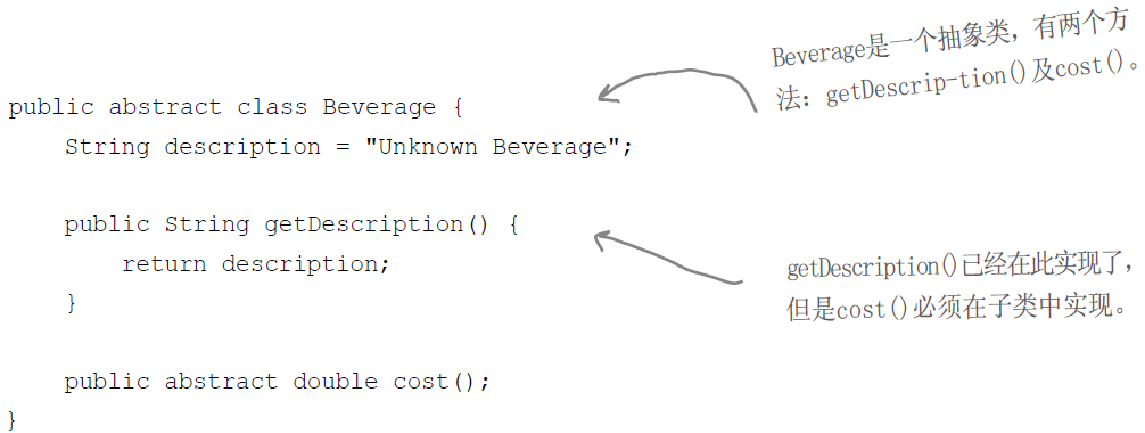 Beverage是一个抽象类，有两个方
法：getDescrip-tion()及cost()。
public abstract class Beverage {
String description = "Unknown Beverage";
public String getDescription() {
return description;
}
getDescription()已经在此实现了，
但是cost()必须在子类中实现。
public abstract double cost();
}